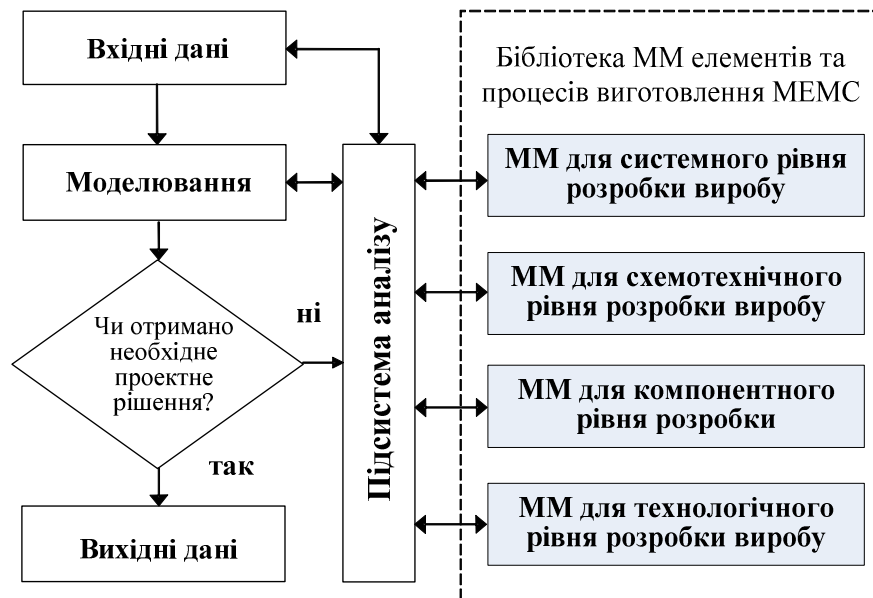 Вхідні дані
Моделювання
Чи отримано
необхідне
проектне
рішення?
ні
так
Вихідні дані
Підсистема аналізу
Бібліотека ММ елементів та
процесів виготовлення МЕМС
ММ для системного рівня
розробки виробу
ММ для схемотехнічного
рівня розробки виробу
ММ для компонентного
рівня розробки
ММ для технологічного
рівня розробки виробу